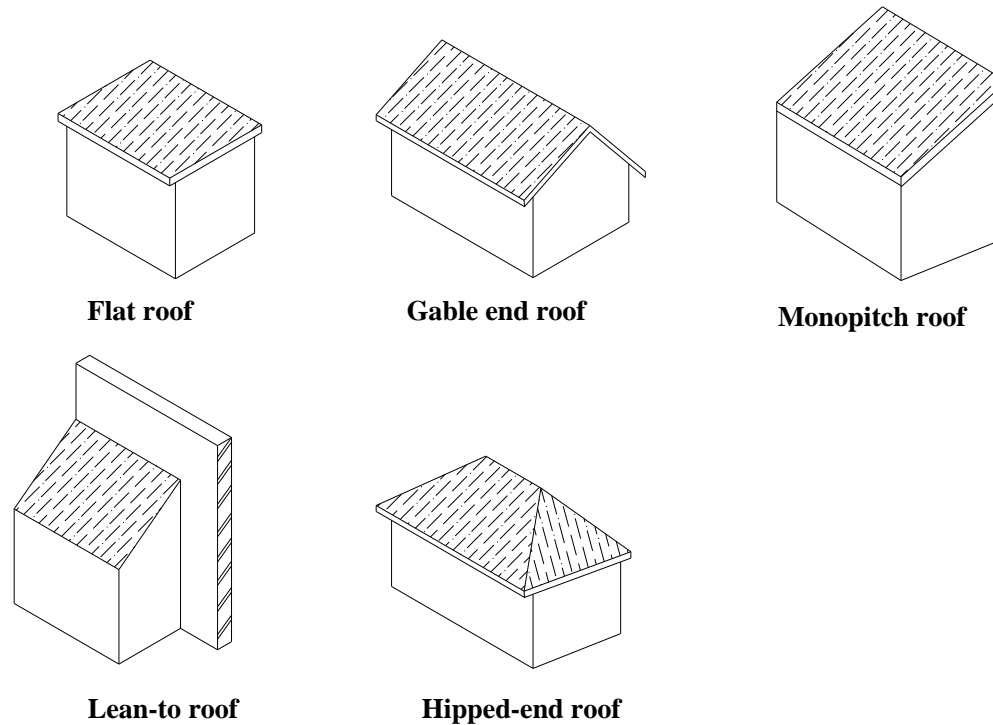 Flat roof
Gable end roof
Monopitch roof
Lean-to roof
Hipped-end roof